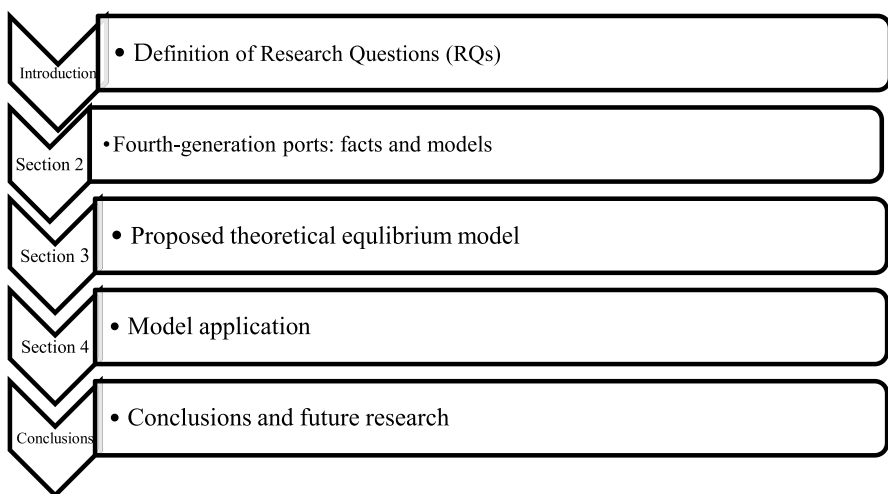 Introduction
• Definition of Research Questions (RQs)
Section 2
• Fourth-generation ports: facts and models
Section 3
• Proposed theoretical equlibrium model
Section 4
• Model application
Conclusions
• Conclusions and future research